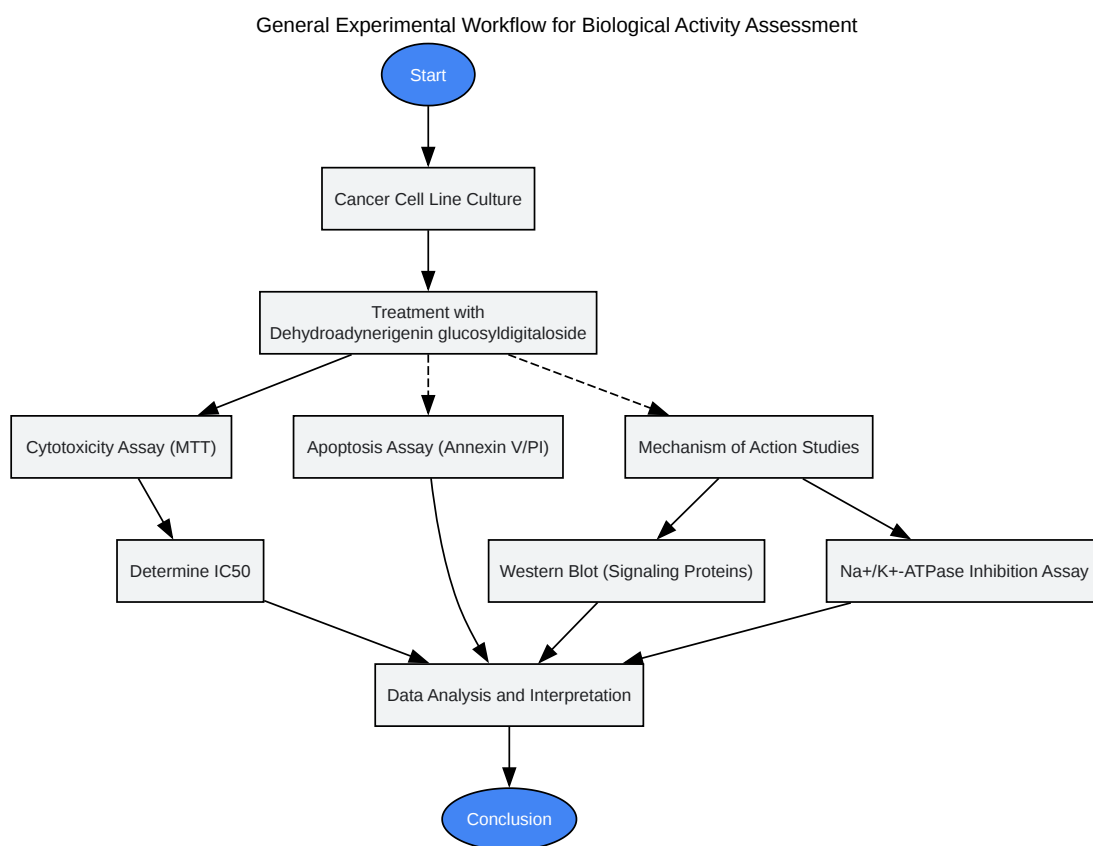 General Experimental Workflow for Biological Activity Assessment
Start
Cancer Cell Line Culture
Treatment with
Dehydroadynerigenin glucosyldigitaloside
Cytotoxicity Assay (MTT)
Apoptosis Assay (Annexin V/PI)
Mechanism of Action Studies
Determine IC50
Western Blot (Signaling Proteins)
Na+/K+-ATPase Inhibition Assay
Data Analysis and Interpretation
Conclusion